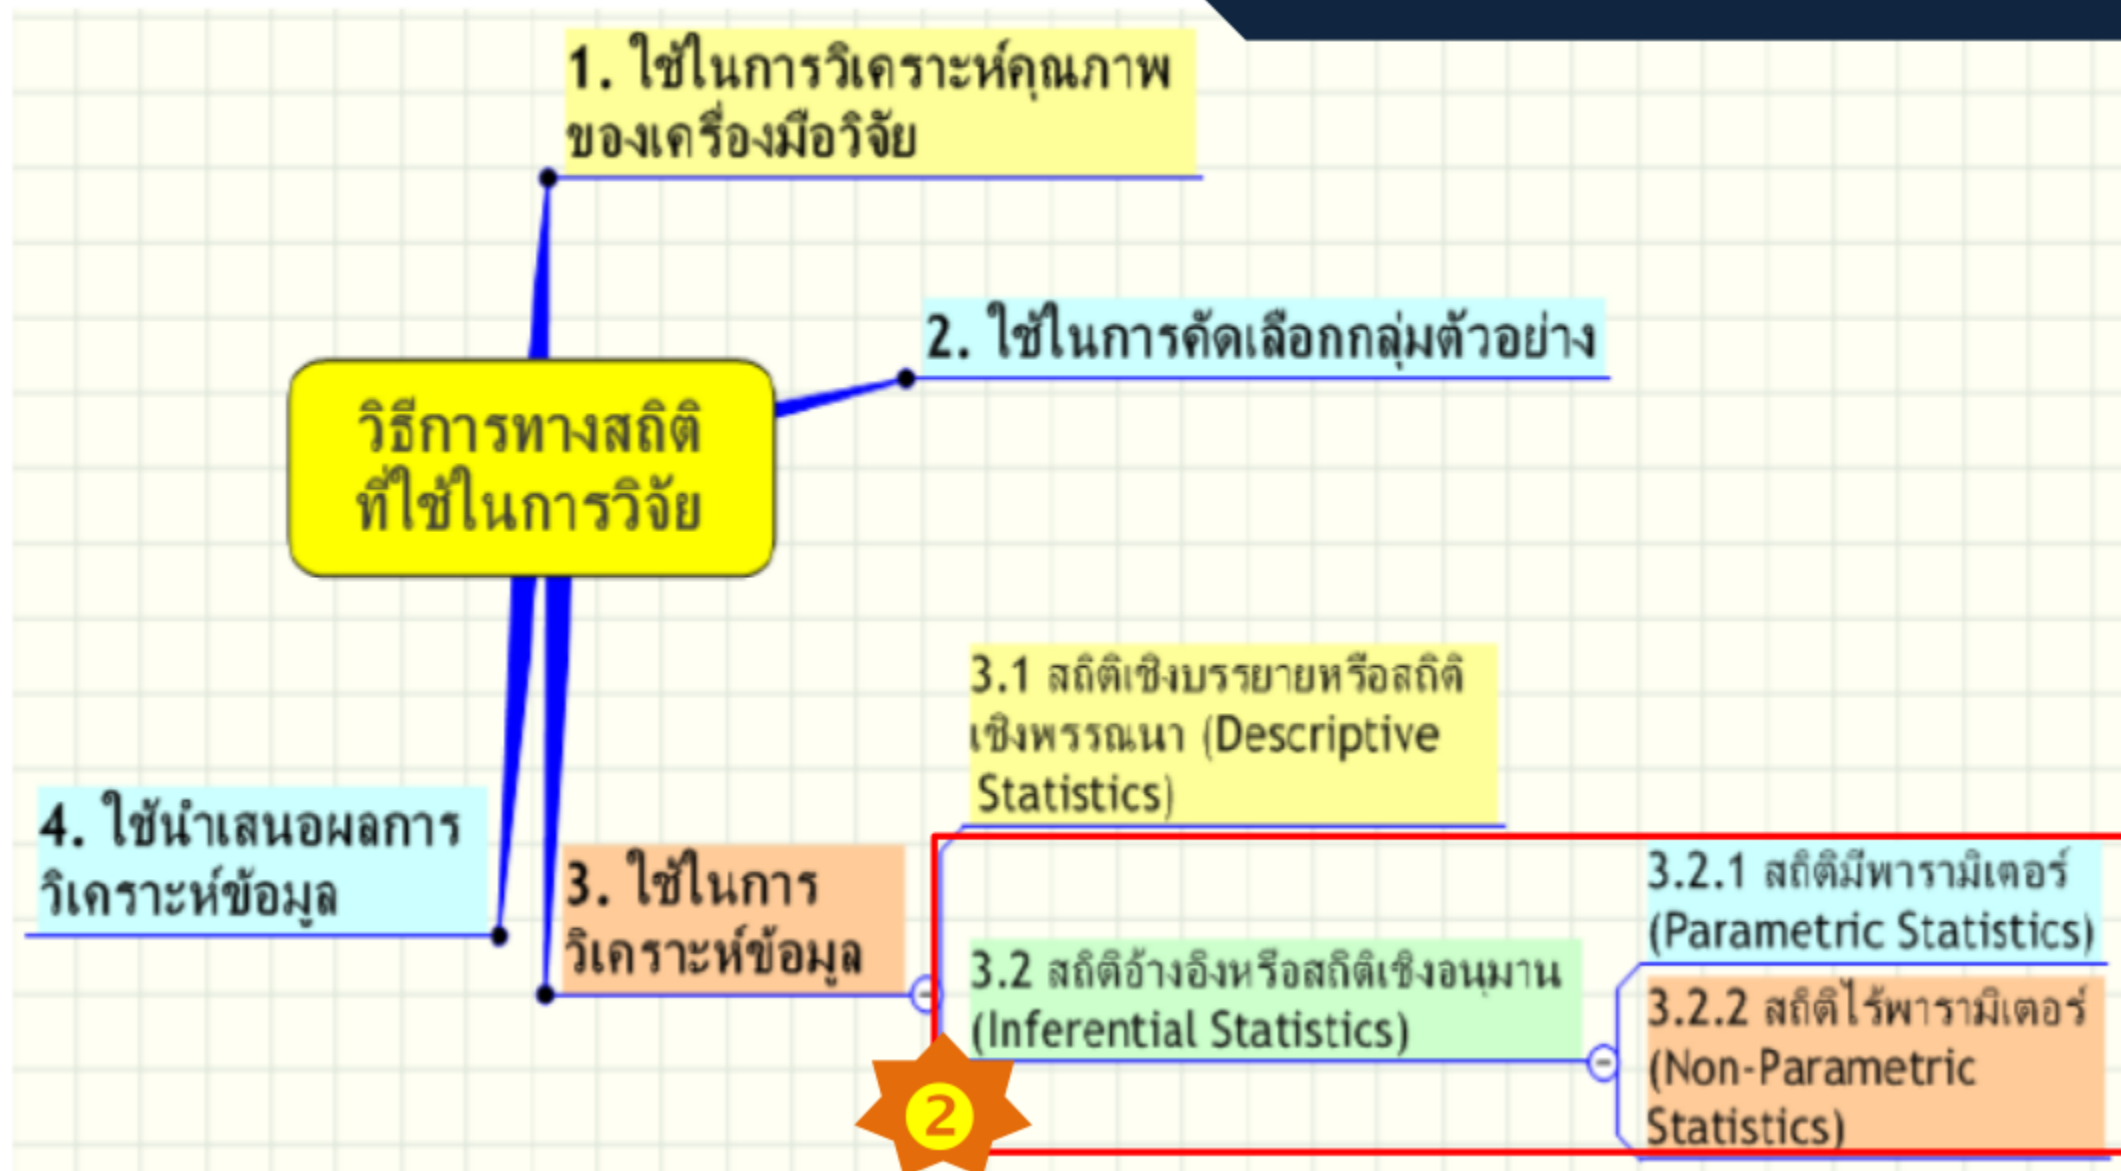 1. ใช้ในการวิเคราะห์คุณภาพ
ของเครื่องมือวิจัย
2. ใช้ในการคัดเลือกกลุ่มตัวอย่าง
วิธีการทางสถิติ
ที่ใช้ในการวิจัย
3.1 สถิติเชิงบรรยายหรือสถิติ
เชิงพรรณนา (Descriptive
Statistics)
4. ใช้นำเสนอผลการ
วิเคราะห์ข้อมูล
3. ใช้ในการ
วิเคราะห์ข้อมูล
3.2 สถิติอ้างอิงหรือสถิติเชิงอนุมาน
(Inferential Statistics)
3.2.1 สถิติมีพารามิเตอร์
(Parametric Statistics)
3.2.2 สถิติไร้พารามิเตอร์
(Non-Parametric
Statistics)
2